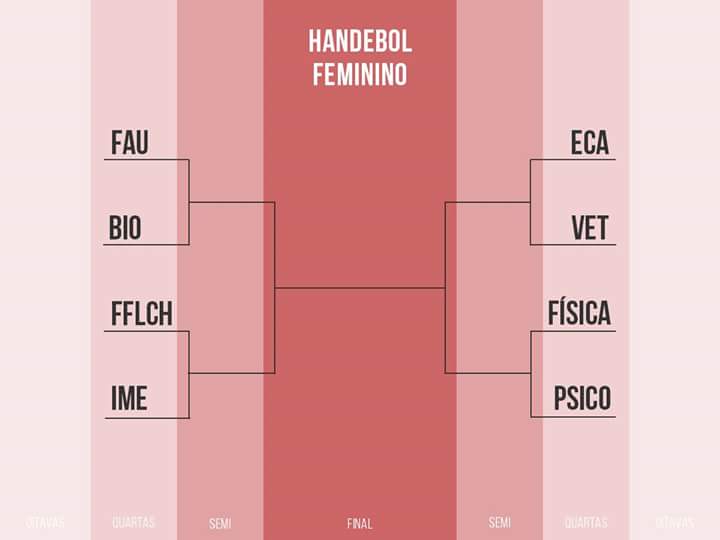 HANDEBOL
FEMININO
FAU
BIO
FFLCH
IME
ECA
VET
FÍSICA
PSICO
OITAVAS
QUARTAS
SEMI
FINAL
SEMI
QUARTAS
OITAVAS